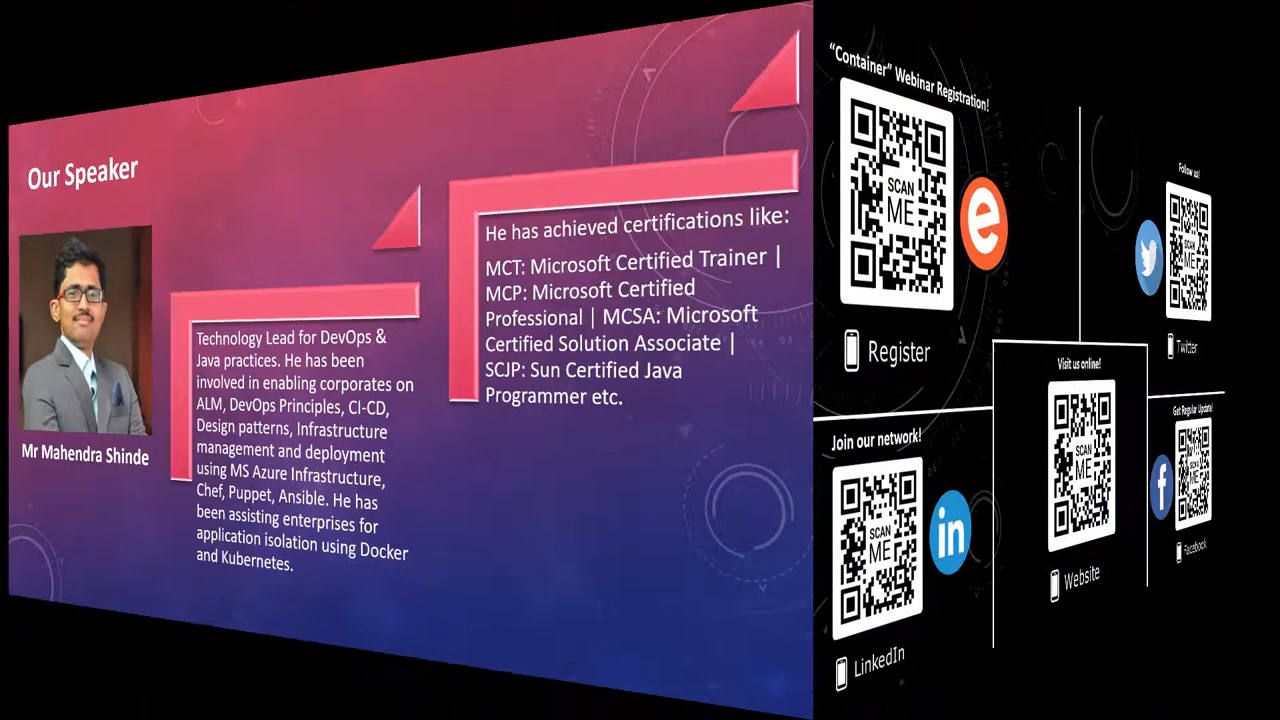 Our Speaker
Mr Mahendra Shinde
Technology Lead for DevOps &
Java practices. He has been
involved in enabling corporates on
ALM, DevOps Principles, CI-CD,
Design patterns, Infrastructure
management and deployment
using MS Azure Infrastructure,
Chef, Puppet, Ansible. He has
been assisting enterprises for
application isolation using Docker
and Kubernetes.
He has achieved certifications like:
MCT: Microsoft Certified Trainer |
MCP: Microsoft Certified
Professional | MCSA: Microsoft
Certified Solution Associate |
SCJP: Sun Certified Java
Programmer etc.
“Container” Webinar Registration!
SCAN
ME
e
Register
Join our network!
SCAN
ME
in
LinkedIn
Visit us online!
SCAN
ME
Website
Follow us!
SCAN
ME
Twitter
Get Regular Update!
SCAN
ME
f
Facebook